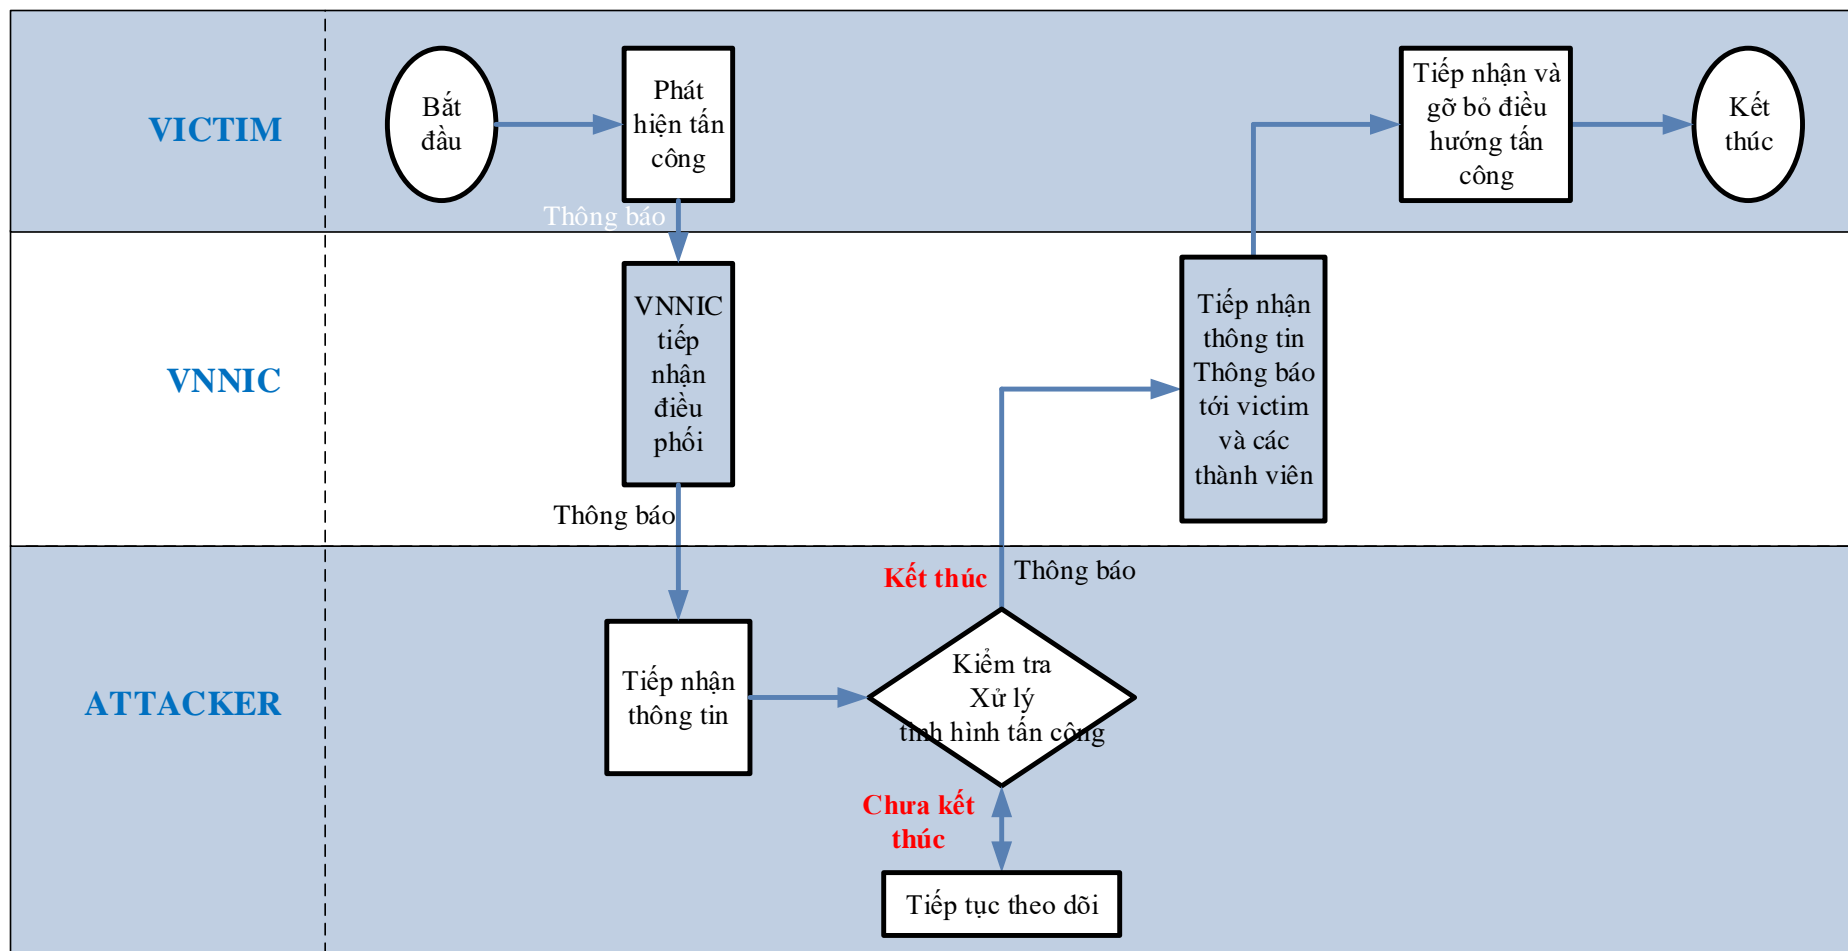 VICTIM
Bắt
đầu
Phát
hiện tấn
công
Tiếp nhận và
gỡ bỏ điều
hướng tấn
công
Kết
thúc
Thông báo
VNNIC
VNNIC
tiếp
nhận
điều
phối
Tiếp nhận
thông tin
Thông báo
tới victim
và các
thành viên
Thông báo
ATTACKER
Tiếp nhận
thông tin
Kết thúc
Thông báo
Kiểm tra
Xử lý
tình hình tấn công
Chưa kết
thúc
Tiếp tục theo dõi